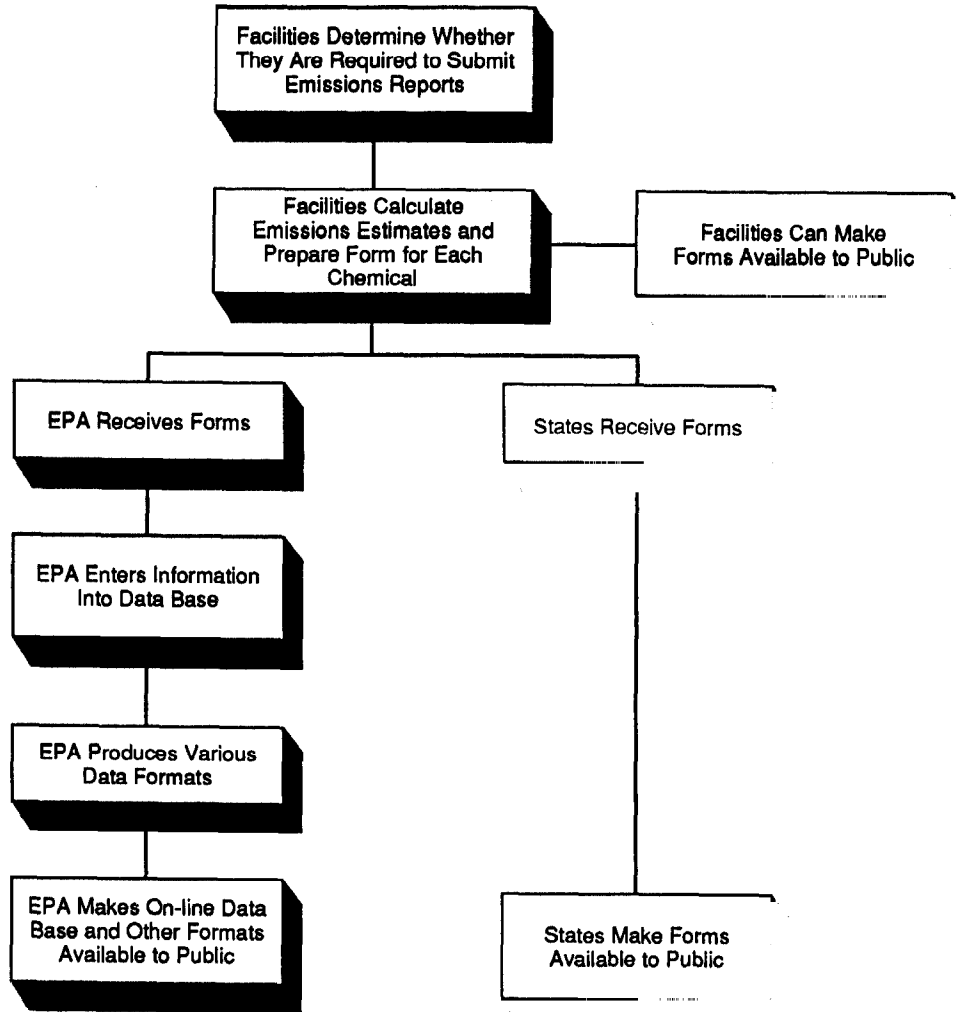 Facilities Determine Whether
They Are Required to Submit
Emissions Reports
Facilities Calculate
Emissions Estimates and
Prepare Form for Each
Chemical
Facilities Can Make
Forms Available to Public
EPA Receives Forms
States Receive Forms
EPA Enters Information
Into Data Base
EPA Produces Various
Data Formats
EPA Makes On-line Data
Base and Other Formats
Available to Public
States Make Forms
Available to Public